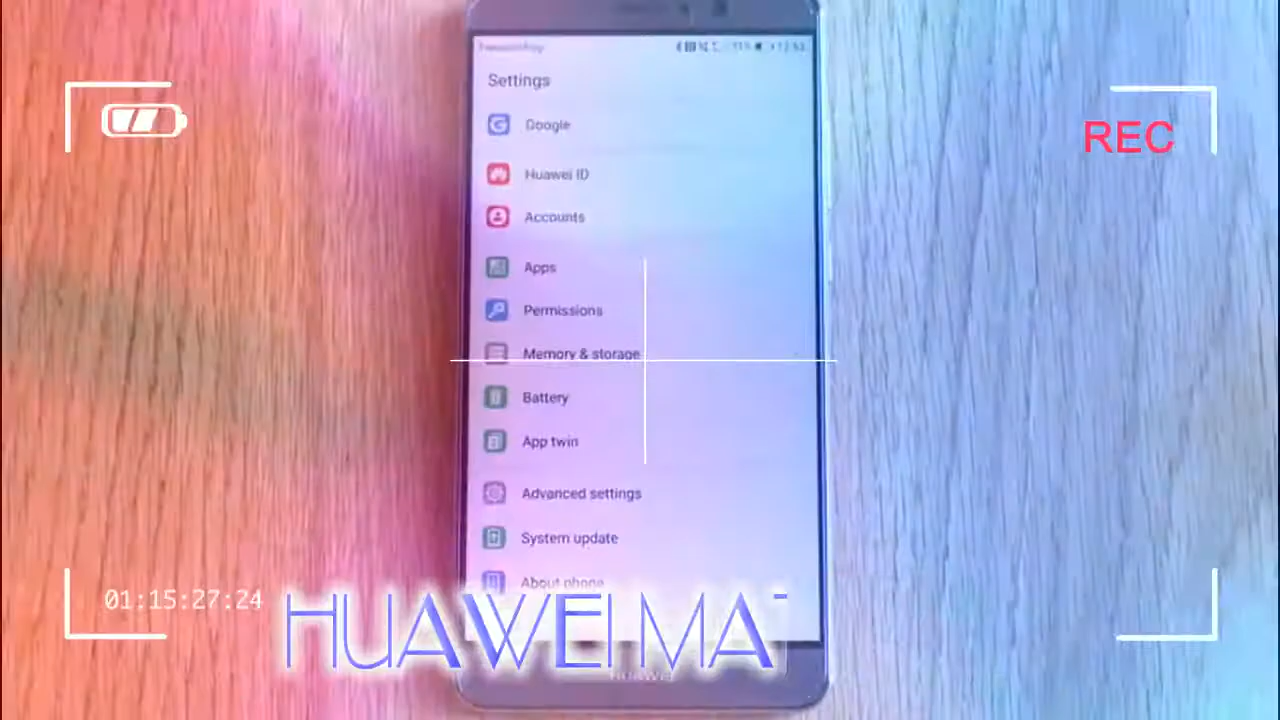 Settings
REC
Google
Huawei ID
Accounts
Apps
Permissions
Memory & storage
Battery
App twin
Advanced settings
System update
About phone
01:15:27:24
HUAWEI MA
HUAWEI